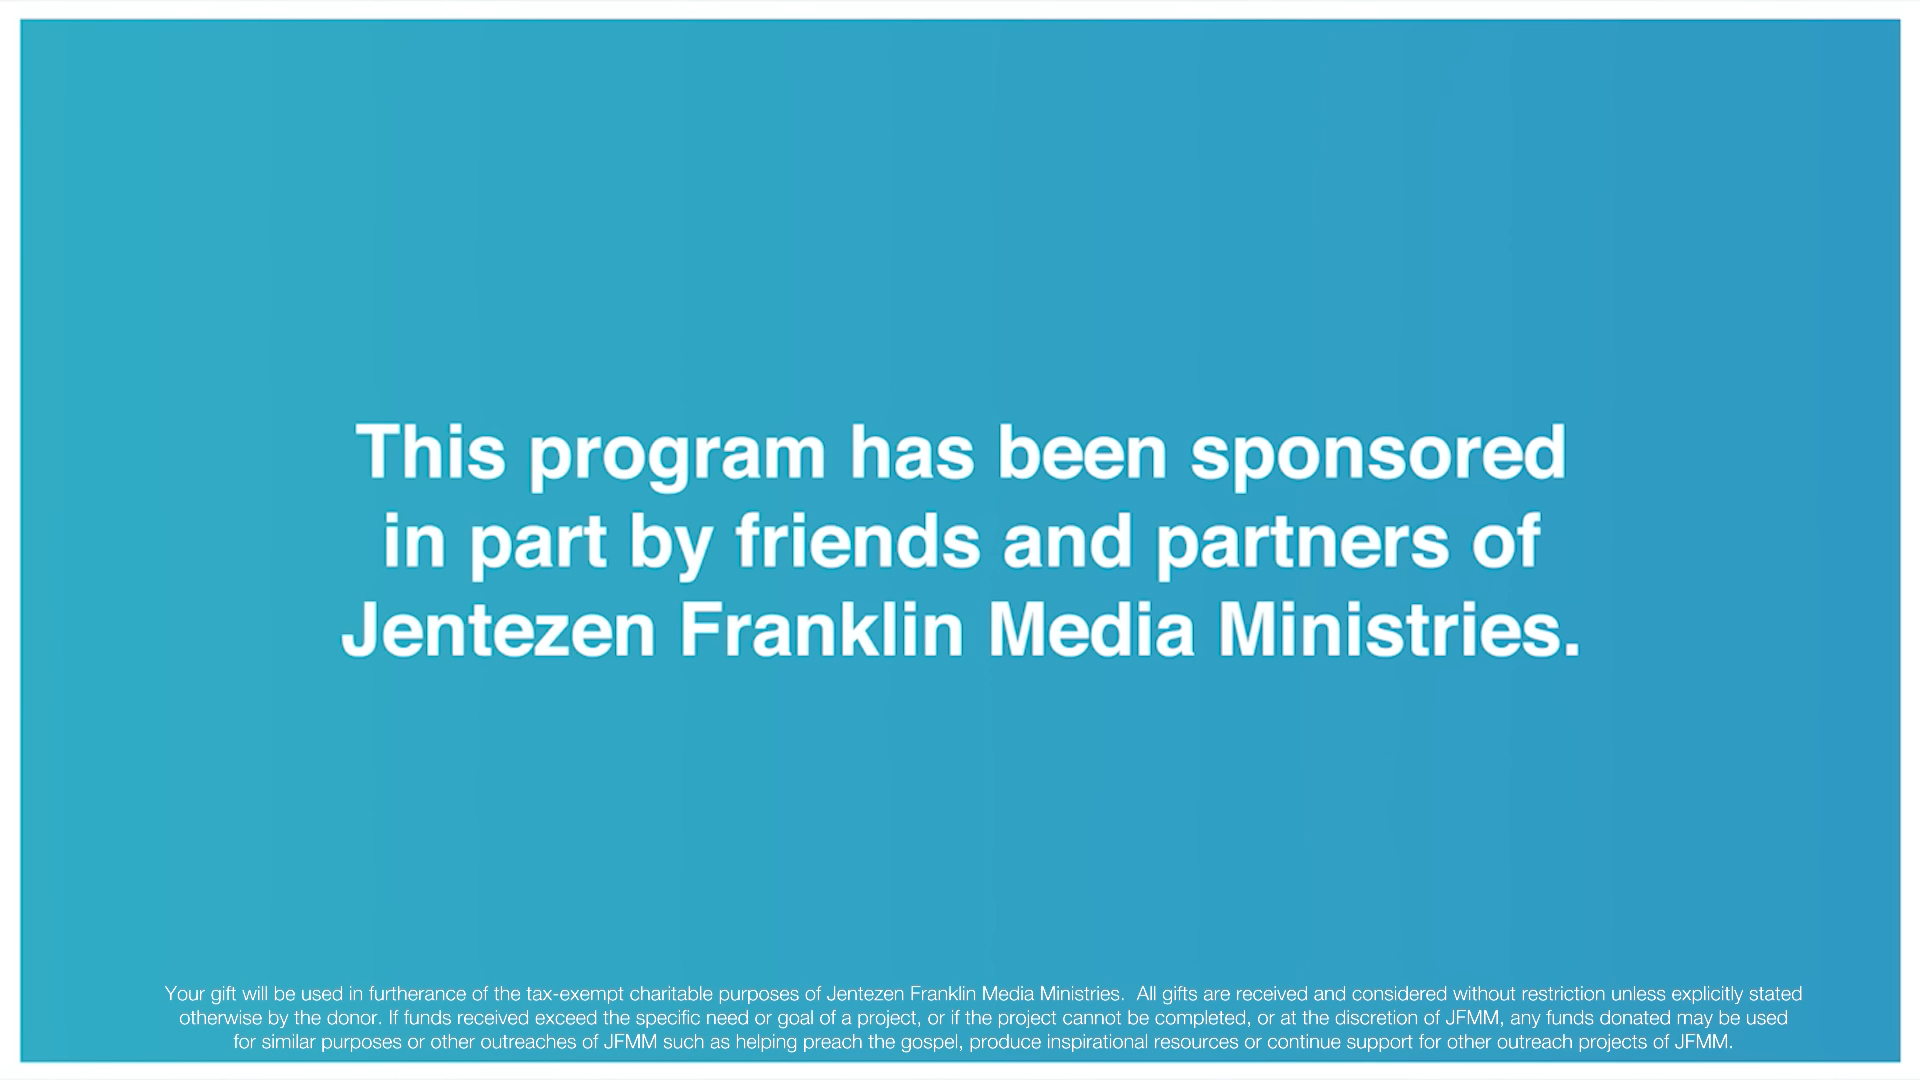 This program has been sponsored
in part by friends and partners of
Jentezen Franklin Media Ministries.
Your gift will be used in furtherance of the tax-exempt charitable purposes of Jentezen Franklin Media Ministries.  All gifts are received and considered without restriction unless explicitly stated
otherwise by the donor. If funds received exceed the specific need or goal of a project, or if the project cannot be completed, or at the discretion of JFMM, any funds donated may be used
for similar purposes or other outreaches of JFMM such as helping preach the gospel, produce inspirational resources or continue support for other outreach projects of JFMM.